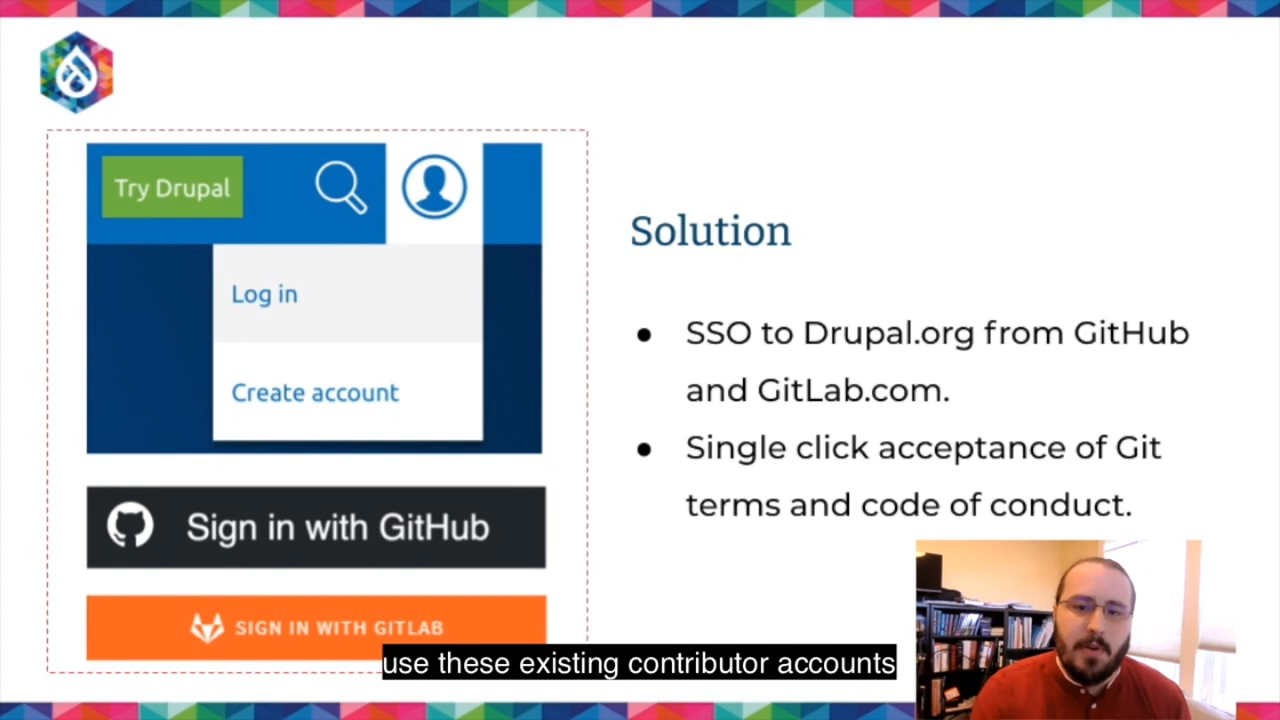 Try Drupal
Log in
Create account
Sign in with GitHub
SIGN IN WITH GITLAB
Solution
● SSO to Drupal.org from GitHub
and GitLab.com.
● Single click acceptance of Git
terms and code of conduct.
use these existing contributor accounts